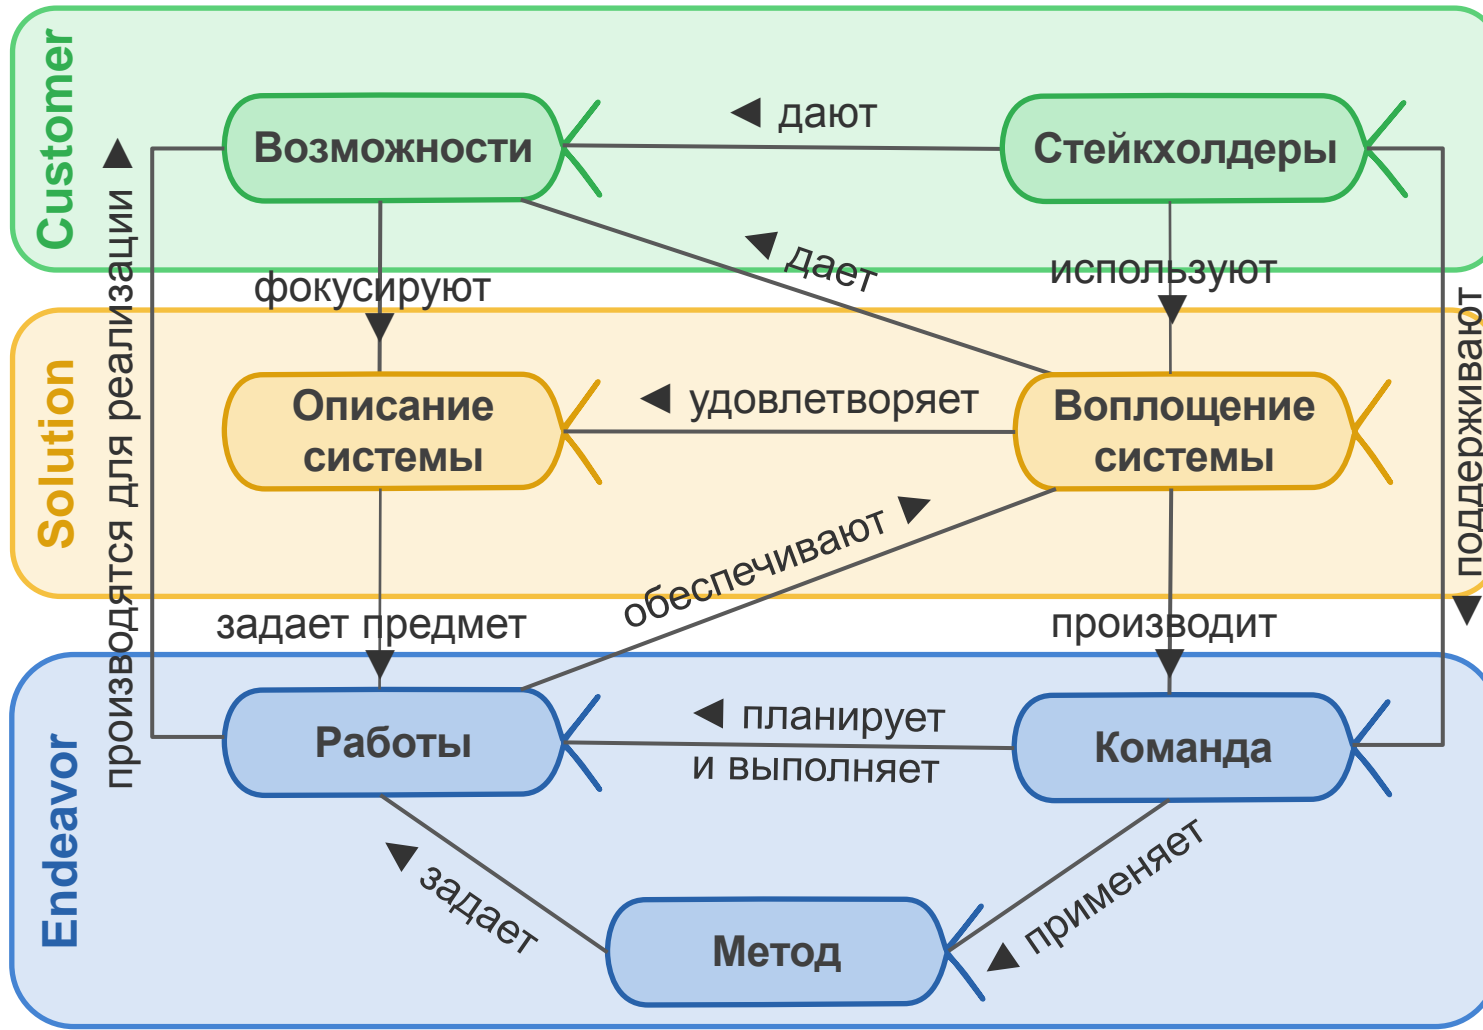 Customer
Возможности
◄ дают
Стейкхолдеры
фокусируют
◄ дает
используют
производятся для реализации ►
поддерживают ►
Solution
Описание
системы
◄ удовлетворяет
Воплощение
системы
задает предмет
обеспечивают ►
производит
Endeavor
Работы
◄ планирует
и выполняет
Команда
◄ задает
Метод
◄ применяет